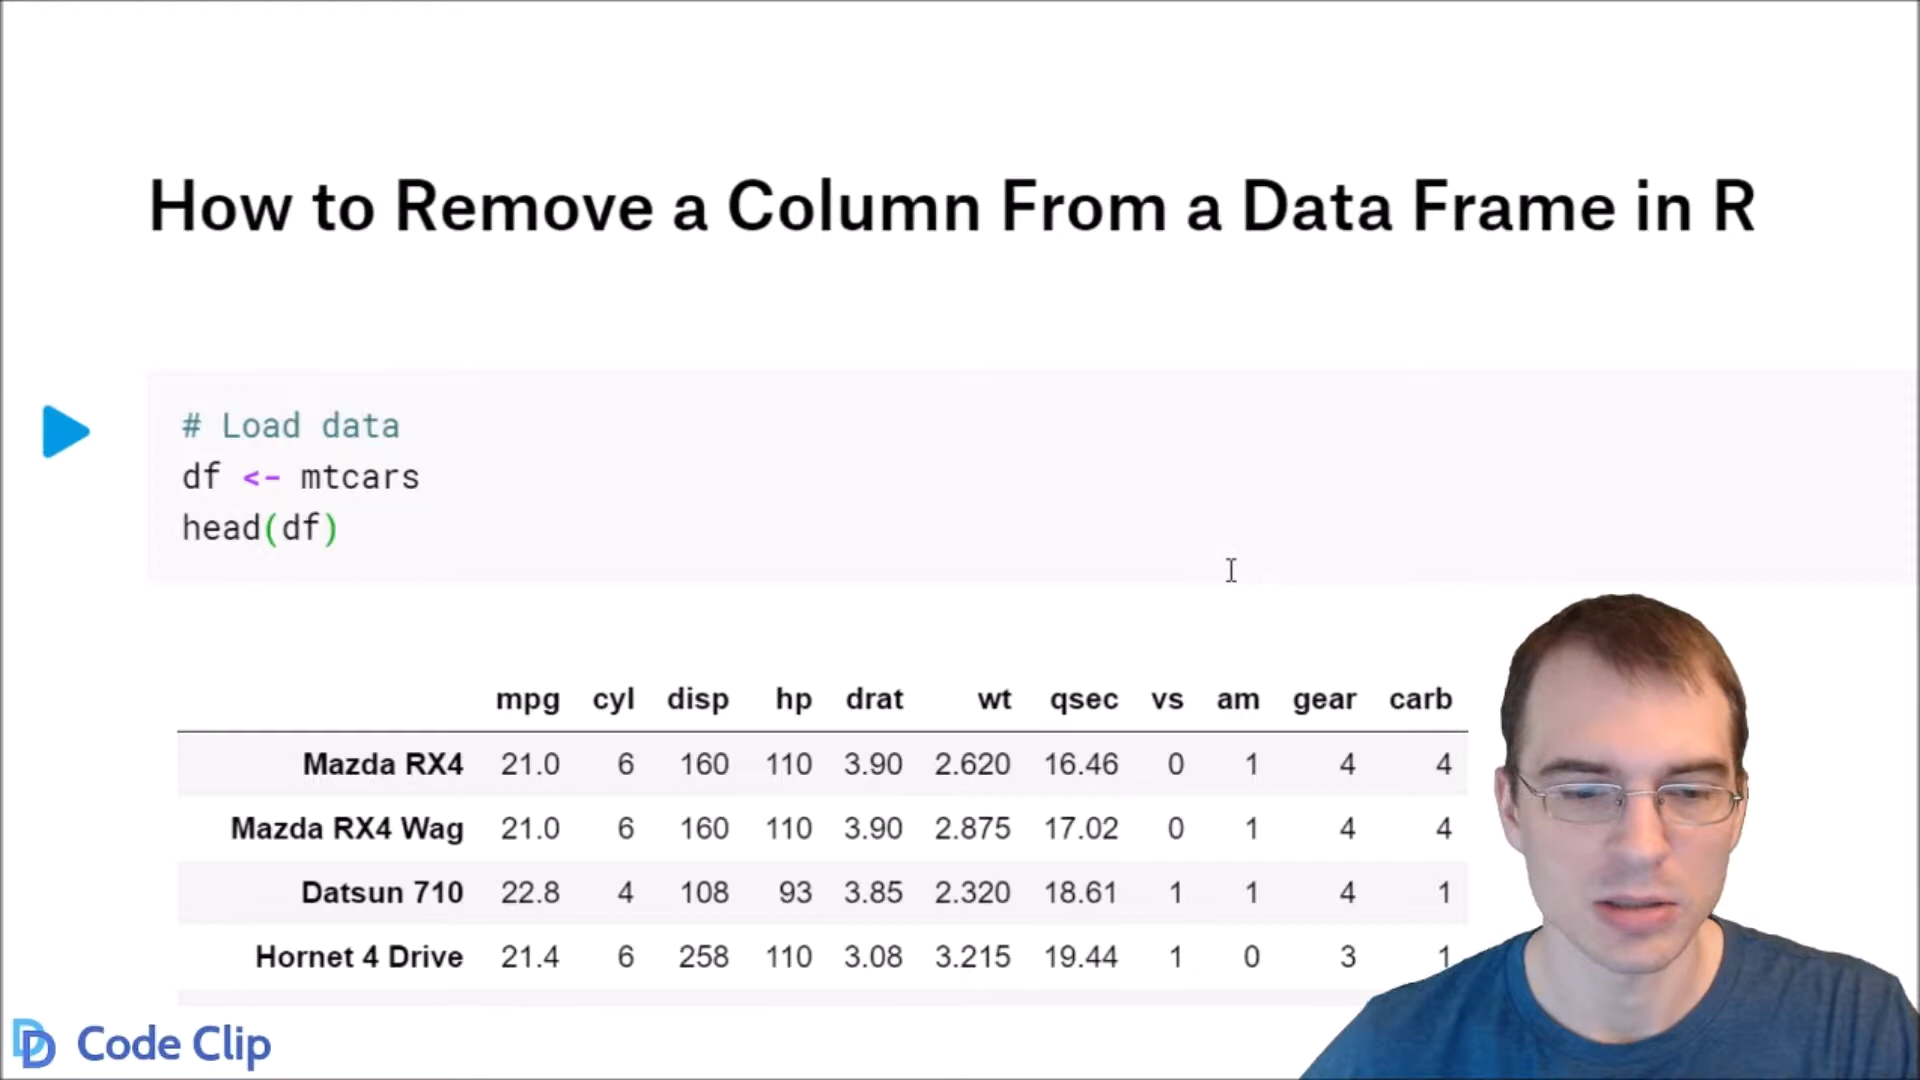 How to Remove a Column From a Data Frame in R
# Load data
df <- mtcars
head(df)
mpg cyl disp hp drat wt qsec vs am gear carb
Mazda RX4 21.0 6 160 110 3.90 2.620 16.46 0 1 4 4
Mazda RX4 Wag 21.0 6 160 110 3.90 2.875 17.02 0 1 4 4
Datsun 710 22.8 4 108 93 3.85 2.320 18.61 1 1 4 1
Hornet 4 Drive 21.4 6 258 110 3.08 3.215 19.44 1 0 3 1
Code Clip